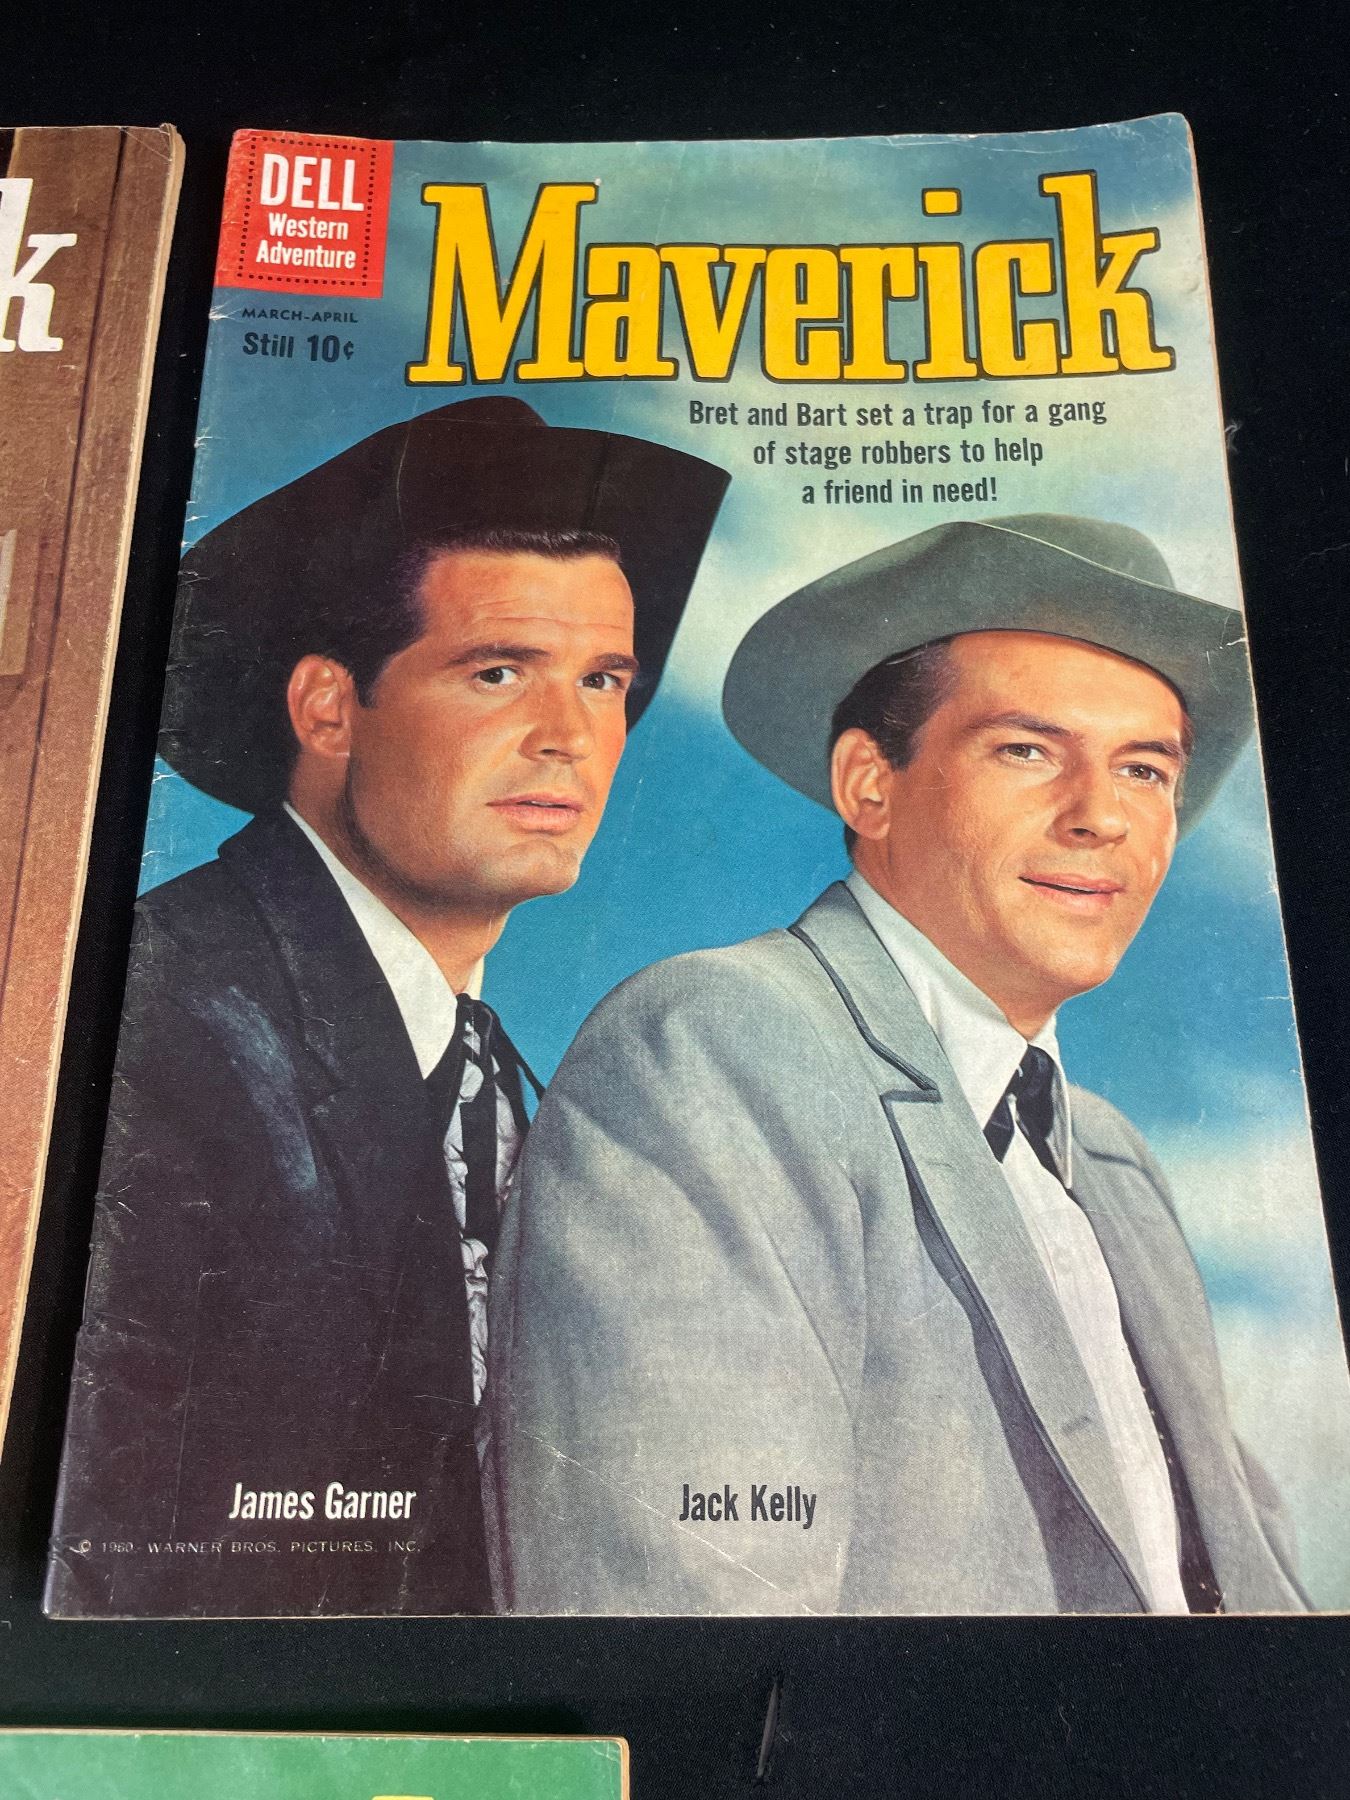 k
DELL
Western
Adventure
MARCH-APRIL
Still 10¢
Maverick
Bret and Bart set a trap for a gang
of stage robbers to help
a friend in need!
James Garner
Jack Kelly
© 1960, WARNER BROS. PICTURES, INC.